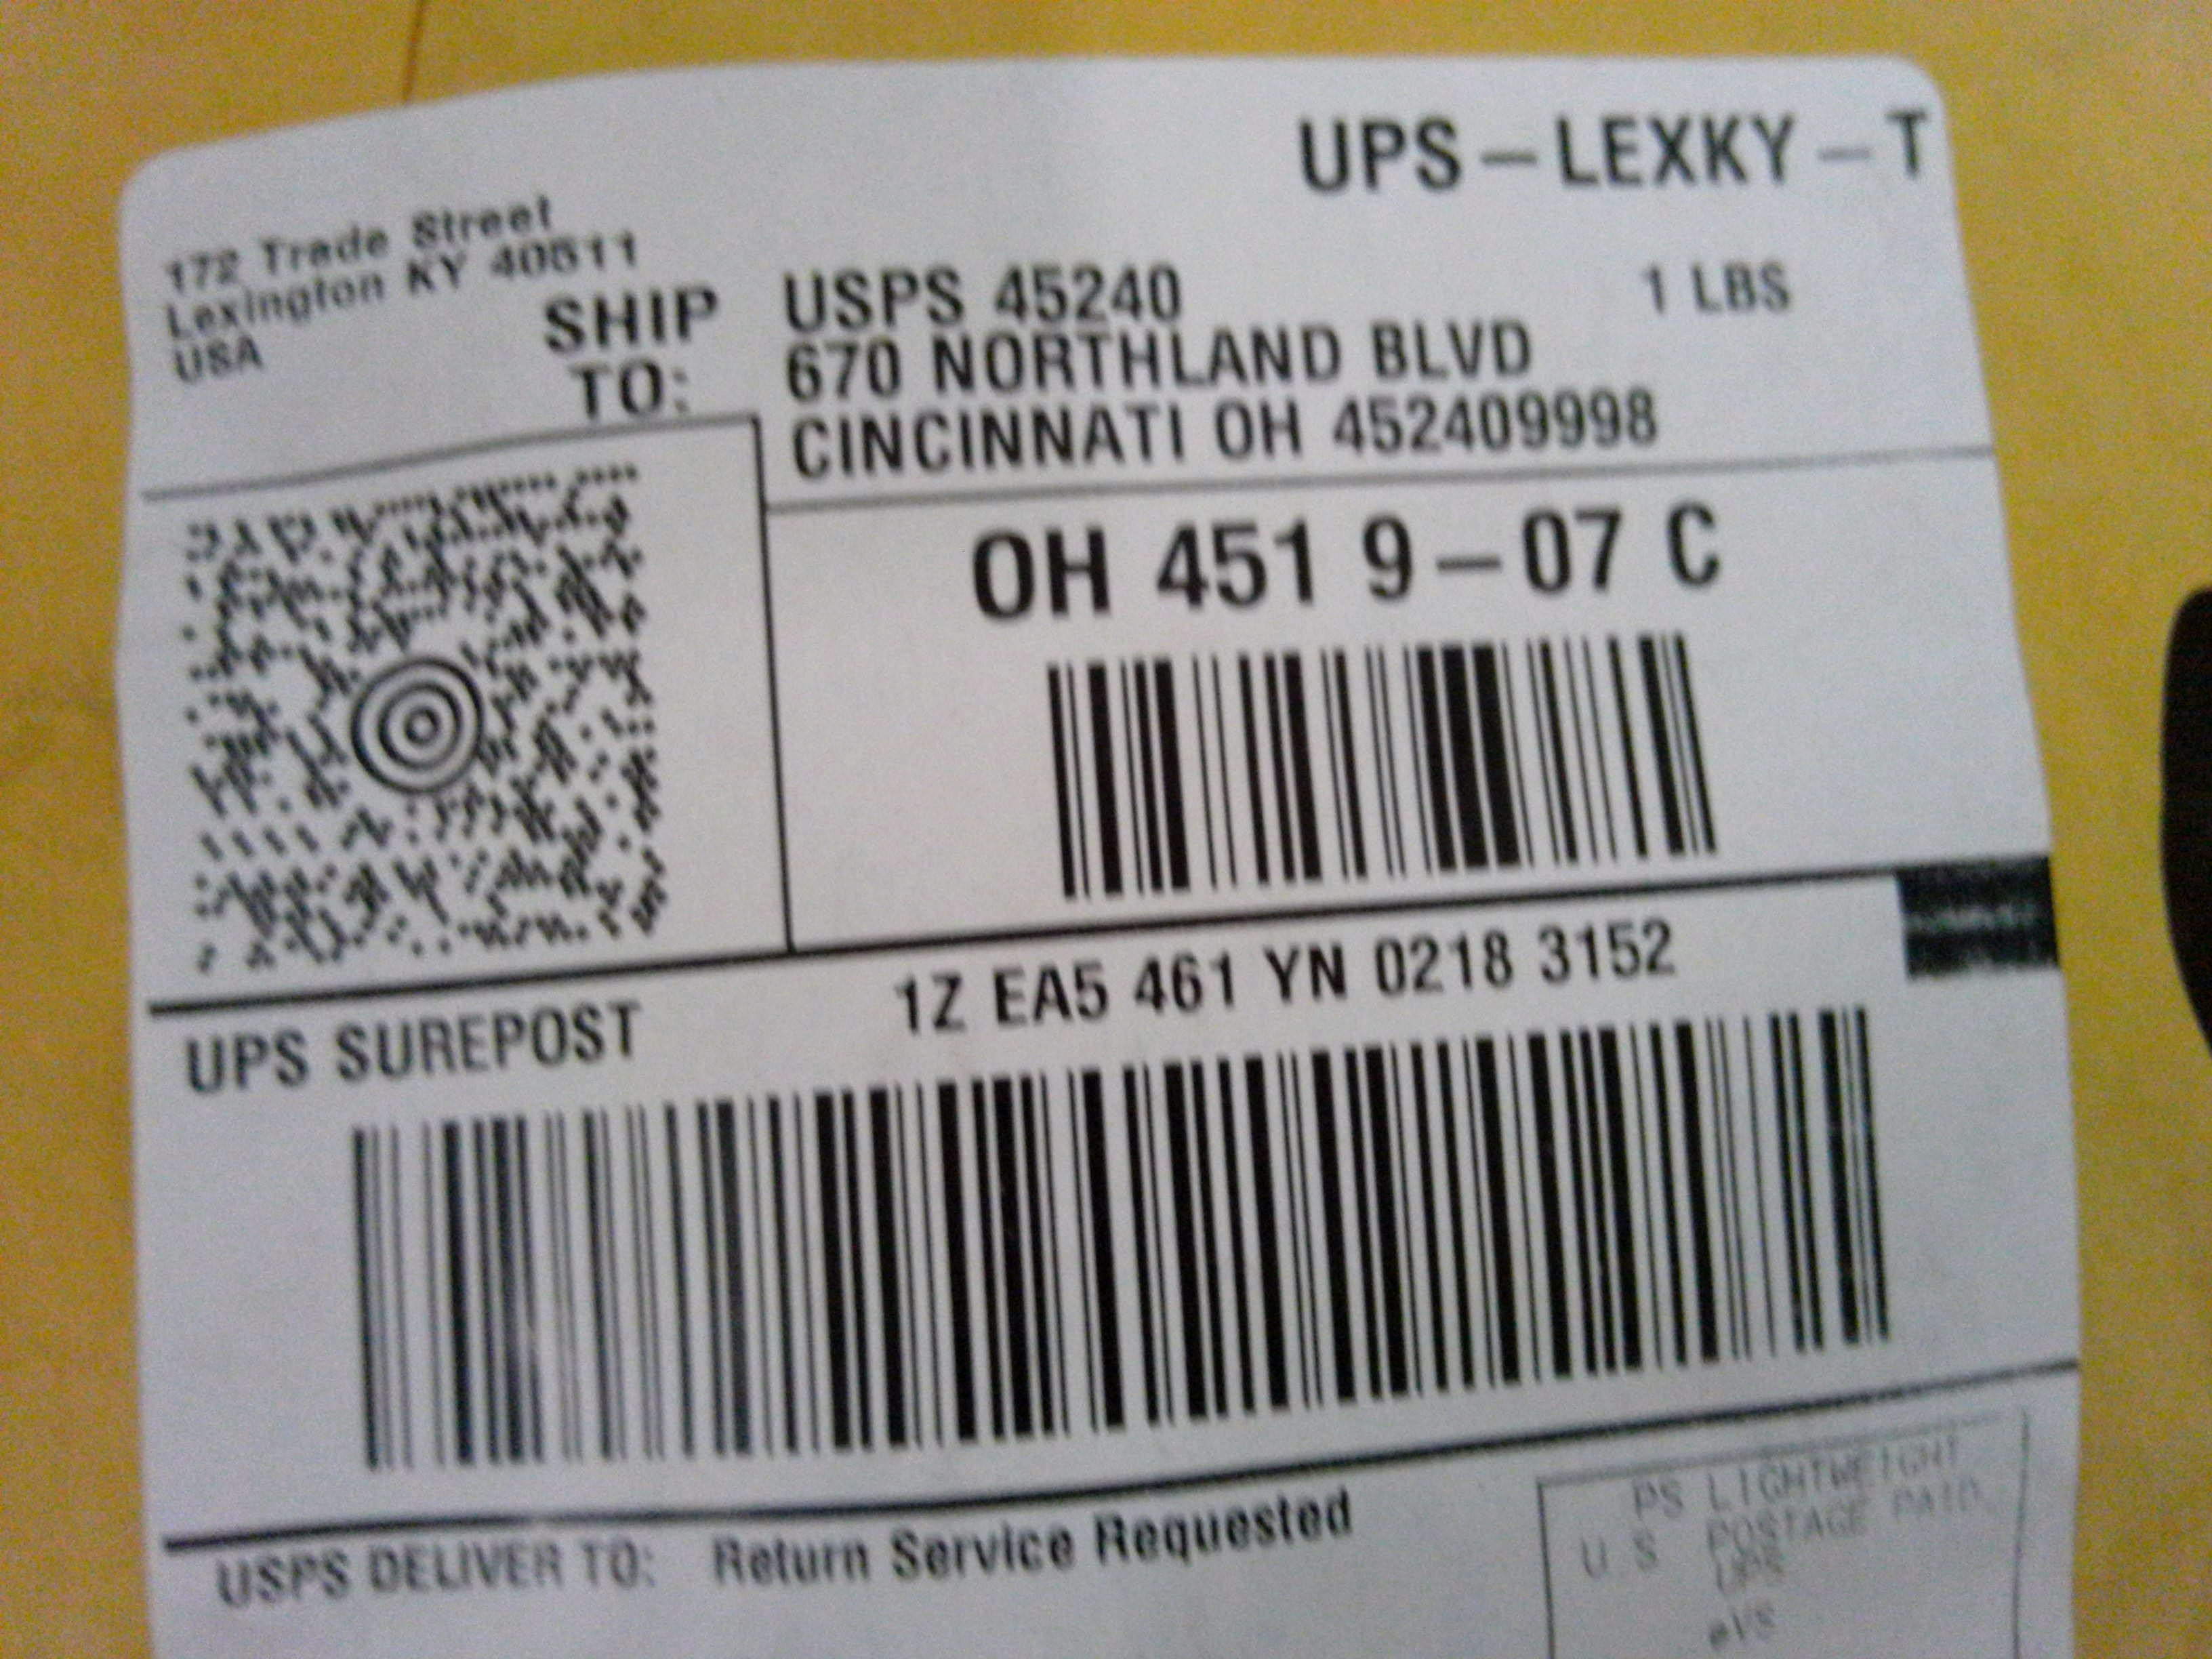 UPS – LEXKY – T
172 Trade Street
Lexington KY 40511
USA
SHIP
TO:
USPS 45240
1 LBS
670 NORTHLAND BLVD
CINCINNATI OH 452409998
OH 451 9–07 C
UPS SUREPOST
1Z EA5 461 YN 0218 3152
USPS DELIVER TO:
Return Service Requested
PS LIGHTWEIGHT
U.S POSTAGE PAID
UPS
eVS